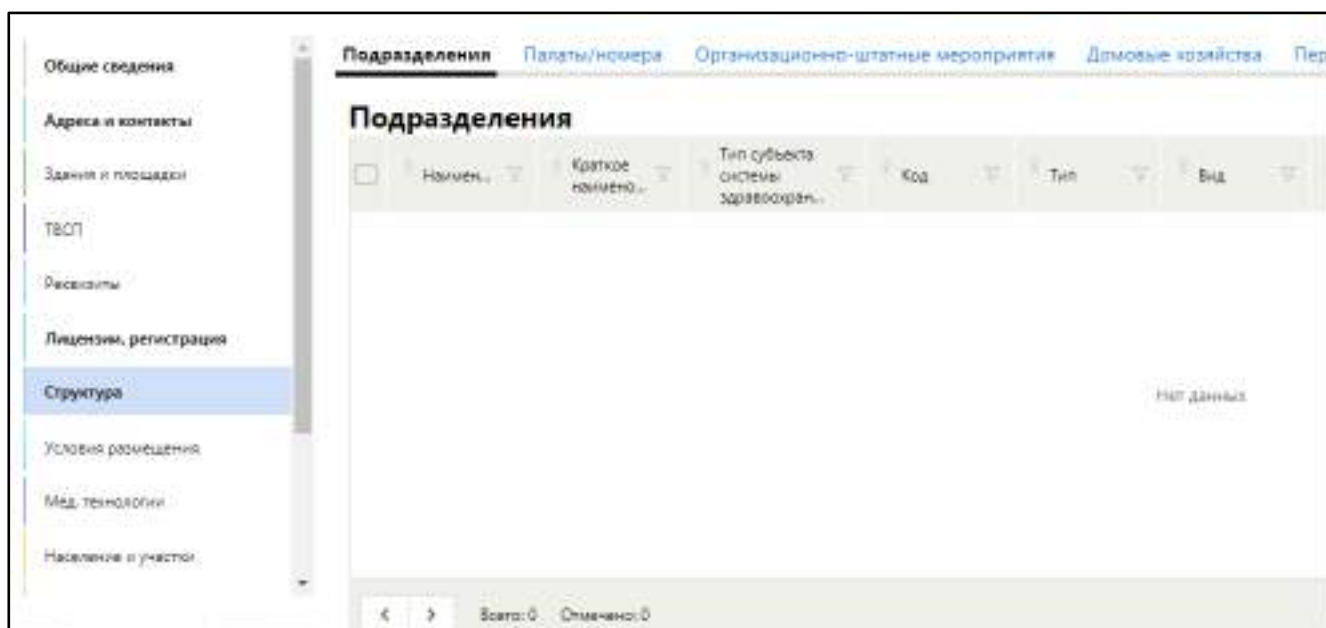 Общие сведения
Адреса и контакты
Здания и площадки
ТВСП
Реквизиты
Лицензии, регистрация
Структура
Условия размещения
Мед. технологии
Население и участки
Подразделения Палаты/номера Организационно-штатные мероприятия Домовые хозяйства Пер
Подразделения
Наимен... Краткое наимено... Тип субъекта системы здравоохран... Код Тип Вид
Нет данных
Всего: 0 Отмечено: 0